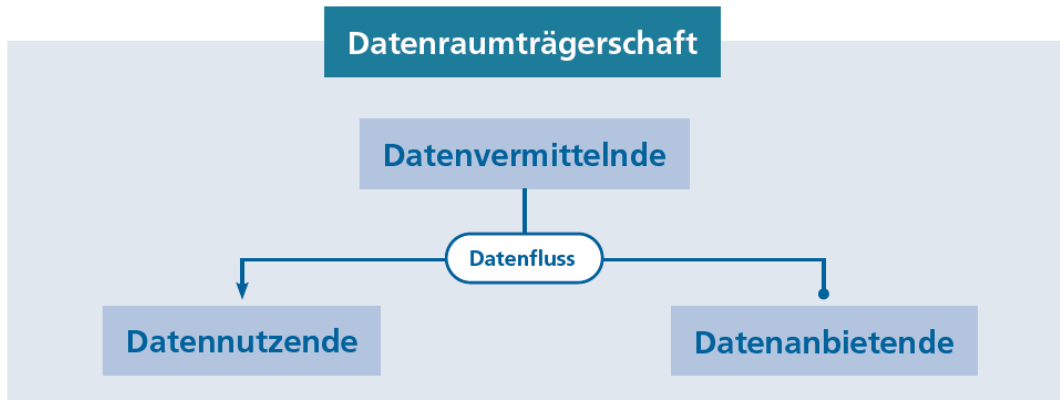 Datenraumträgerschaft
Datenvermittelnde
Datenfluss
Datennutzende
Datenanbietende